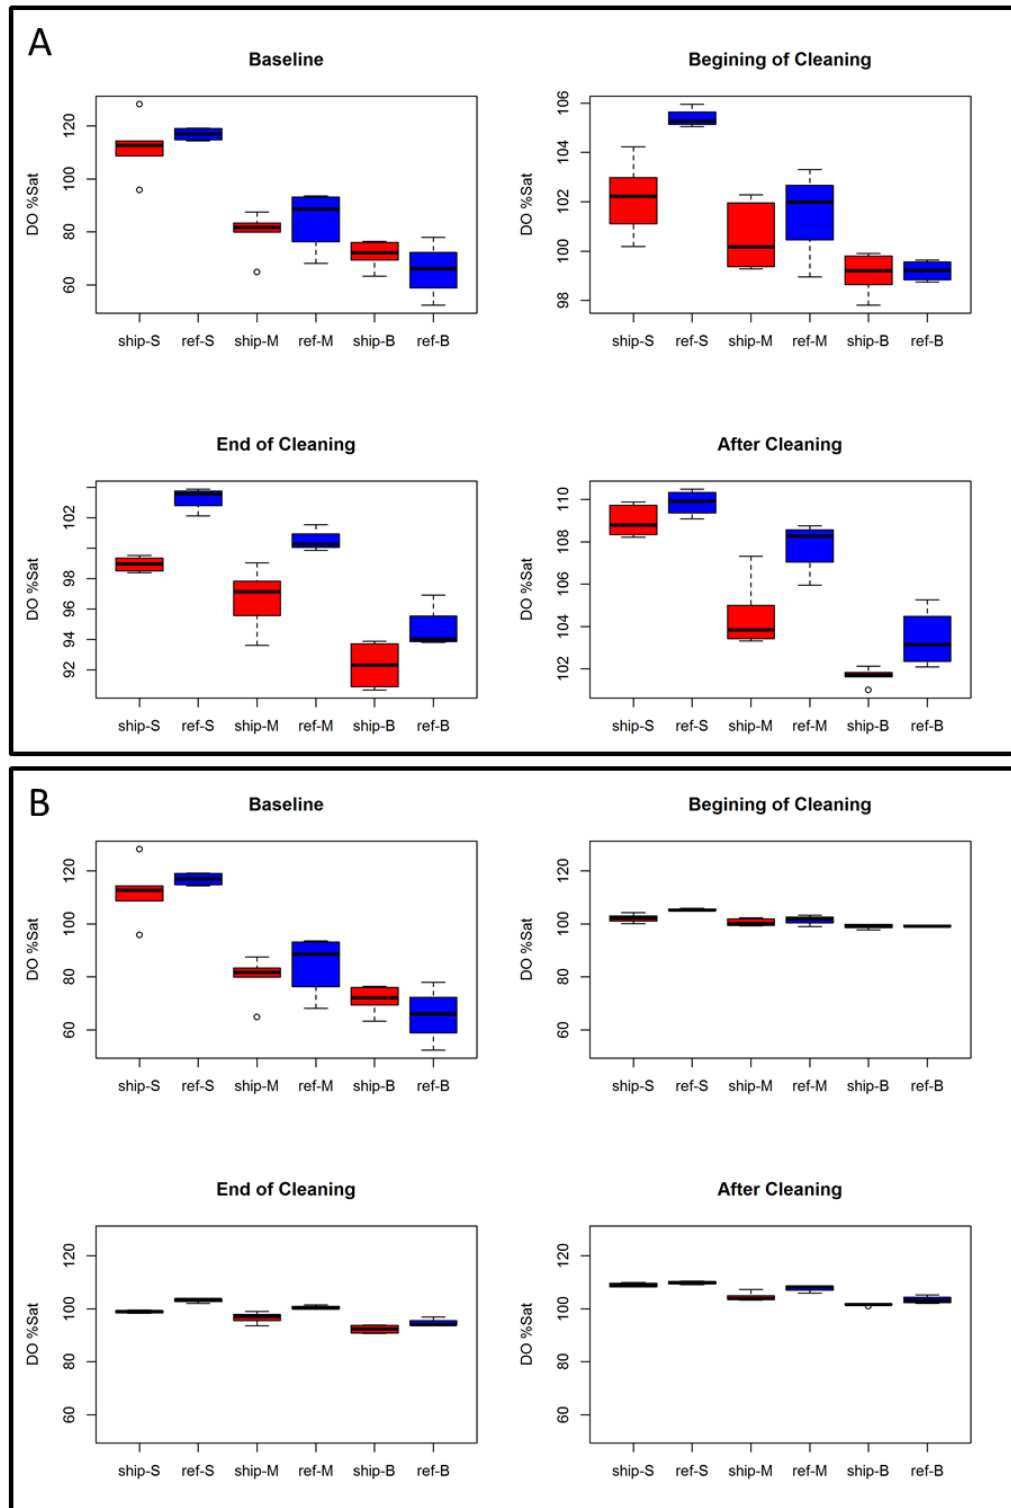 A
Baseline
DO %Sat
120
100
80
60
ship-S ref-S ship-M ref-M ship-B ref-B
Begining of Cleaning
DO %Sat
106
104
102
100
98
ship-S ref-S ship-M ref-M ship-B ref-B
End of Cleaning
DO %Sat
102
98
96
94
92
ship-S ref-S ship-M ref-M ship-B ref-B
After Cleaning
DO %Sat
110
108
106
104
102
ship-S ref-S ship-M ref-M ship-B ref-B
B
Baseline
DO %Sat
120
100
80
60
ship-S ref-S ship-M ref-M ship-B ref-B
Begining of Cleaning
DO %Sat
120
100
80
60
ship-S ref-S ship-M ref-M ship-B ref-B
End of Cleaning
DO %Sat
120
100
80
60
ship-S ref-S ship-M ref-M ship-B ref-B
After Cleaning
DO %Sat
120
100
80
60
ship-S ref-S ship-M ref-M ship-B ref-B